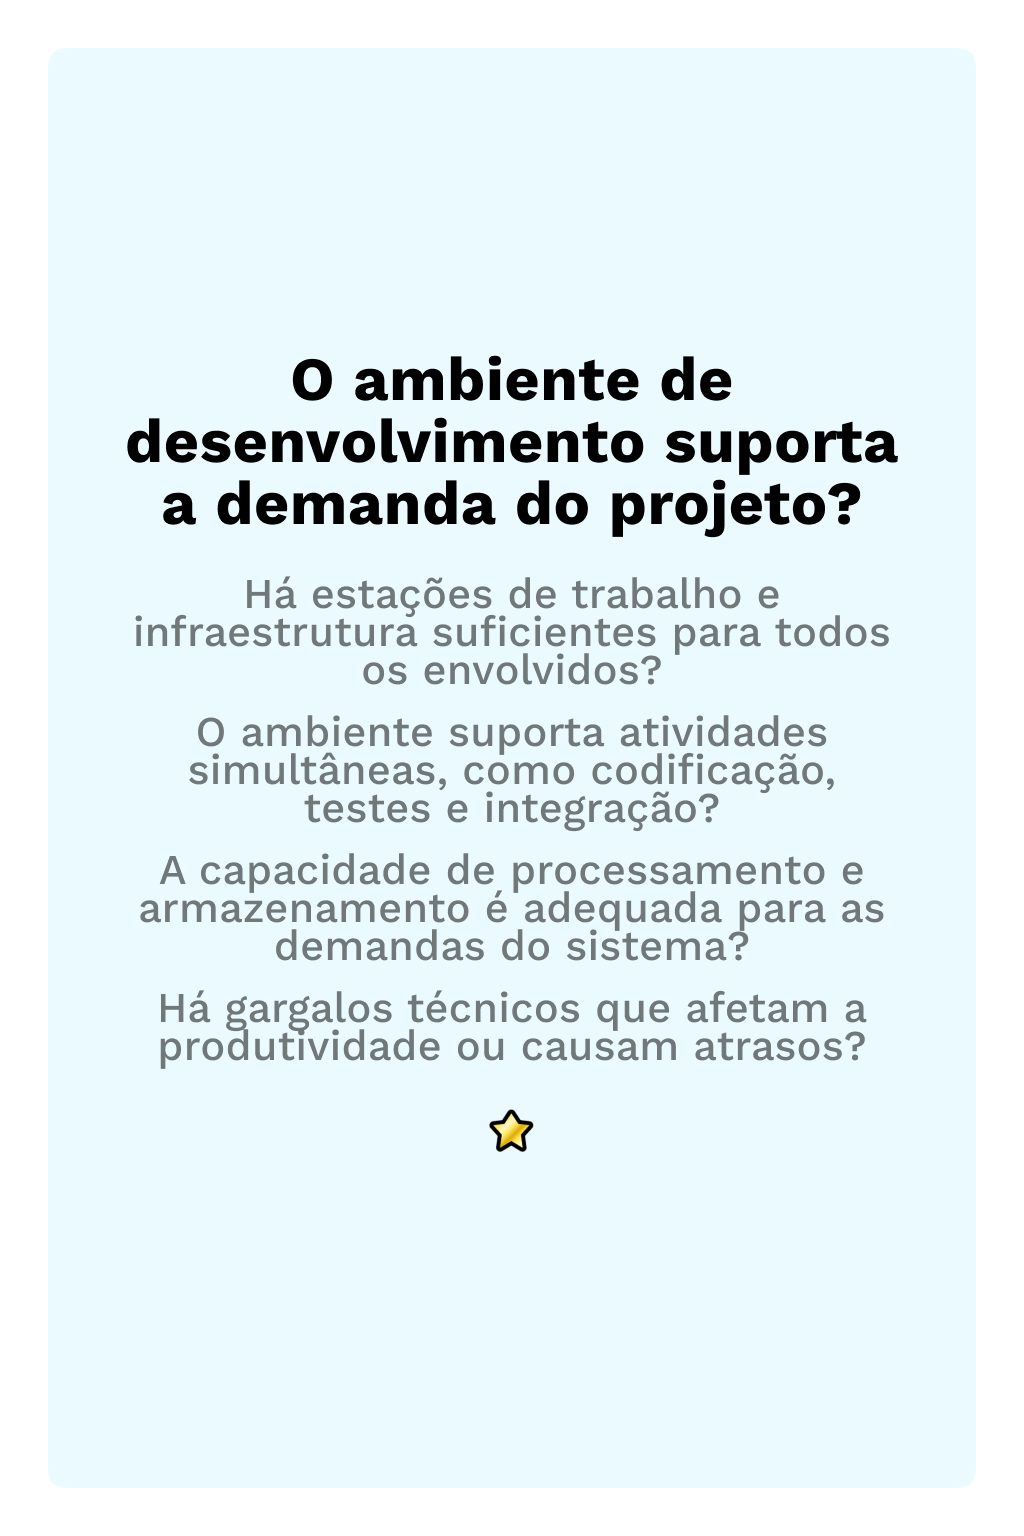 O ambiente de
desenvolvimento suporta
a demanda do projeto?
Há estações de trabalho e
infraestrutura suficientes para todos
os envolvidos?
O ambiente suporta atividades
simultâneas, como codificação,
testes e integração?
A capacidade de processamento e
armazenamento é adequada para as
demandas do sistema?
Há gargalos técnicos que afetam a
produtividade ou causam atrasos?